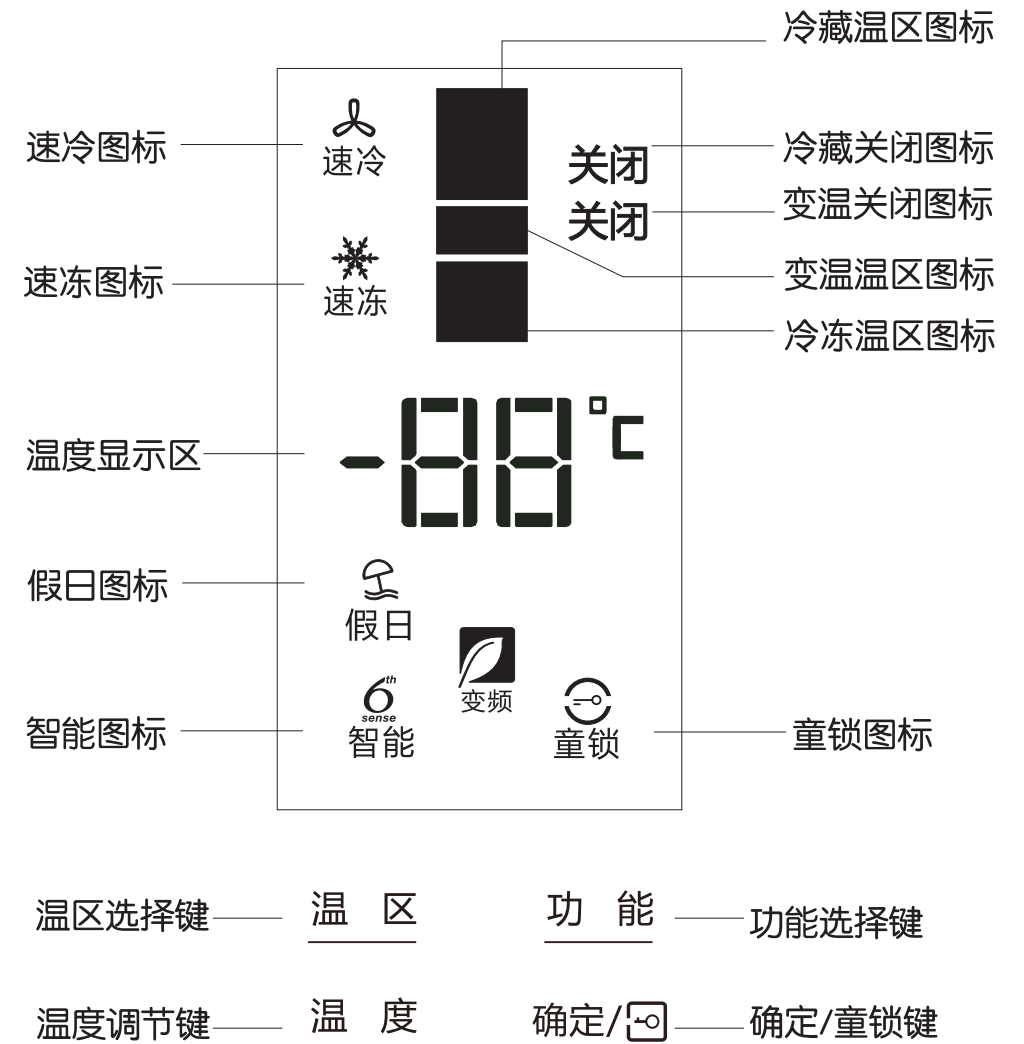 冷藏温区图标
速冷图标
速冷
关闭
冷藏关闭图标
关闭
变温关闭图标
速冻图标
速冻
变温温区图标
冷冻温区图标
温度显示区
-88°C
假日图标
假日
变频
智能图标
6th
sense
智能
童锁
童锁图标
温区选择键
温 区
功 能
功能选择键
温度调节键
温 度
确定/
确定/童锁键